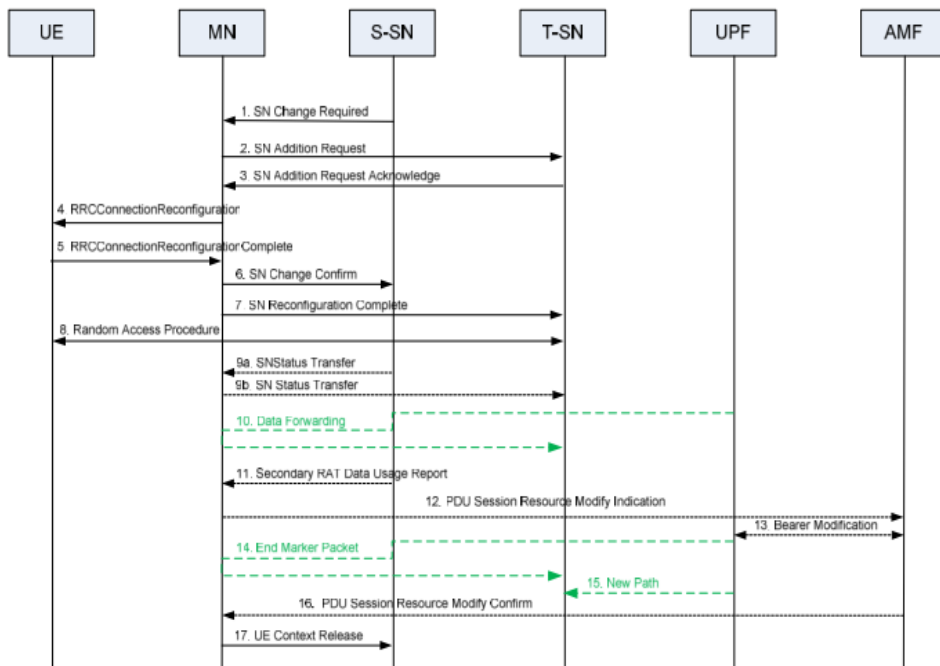 UE MN S-SN T-SN UPF AMF
1. SN Change Required
2. SN Addition Request
3. SN Addition Request Acknowledge
4 RRCConnectionReconfiguration
5 RRCConnectionReconfigurationComplete
6. SN Change Confirm
7 SN Reconfiguration Complete
8. Random Access Procedure
9a. SNStatus Transfer
9b SN Status Transfer
10. Data Forwarding
11. Secondary RAT Data Usage Report
12. PDU Session Resource Modify Indication
13. Bearer Modification
14. End Marker Packet
15. New Path
16. PDU Session Resource Modify Confirm
17. UE Context Release